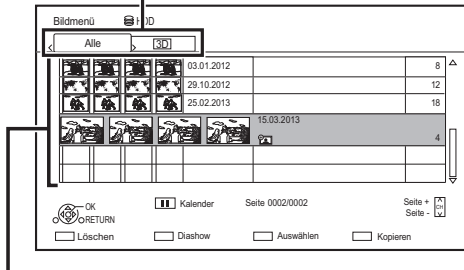 Bildmenü HDD
Alle 3D
03.01.2012 8
29.10.2012 12
25.02.2013 18
15.03.2013
4
OK
RETURN
Kalender Seite 0002/0002 Seite + CH
Seite -
Löschen Diashow Auswählen Kopieren